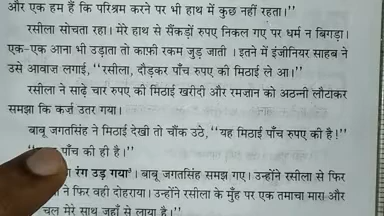 और एक हम हैं कि परिश्रम करने पर भी हाथ में कुछ नहीं रहता।''
रसीला सोचता रहा। मेरे हाथ से सैंकड़ों रुपए निकल गए पर धर्म न बिगड़ा।
एक-एक आना भी उड़ाता तो काफ़ी रकम जुड़ जाती । इतने में इंजीनियर साहब ने
उसे आवाज लगाई, ''रसीला, दौड़कर पाँच रुपए की मिठाई ले आ।''
रसीला ने साढ़े चार रुपए की मिठाई खरीदी और रमज़ान को अठन्नी लौटाकर
समझा कि कर्ज़ उतर गया।
बाबू जगतसिंह ने मिठाई देखी तो चौंक उठे, ''यह मिठाई पाँच रुपए की है!''
पाँच की ही है।''
रंग उड़ गया'। बाबू जगतसिंह समझ गए। उन्होंने रसीला से फिर
ने फिर वही दोहराया। उन्होंने रसीला के मुँह पर एक तमाचा मारा और
चल मेरे साथ जहाँ से लाया है।''